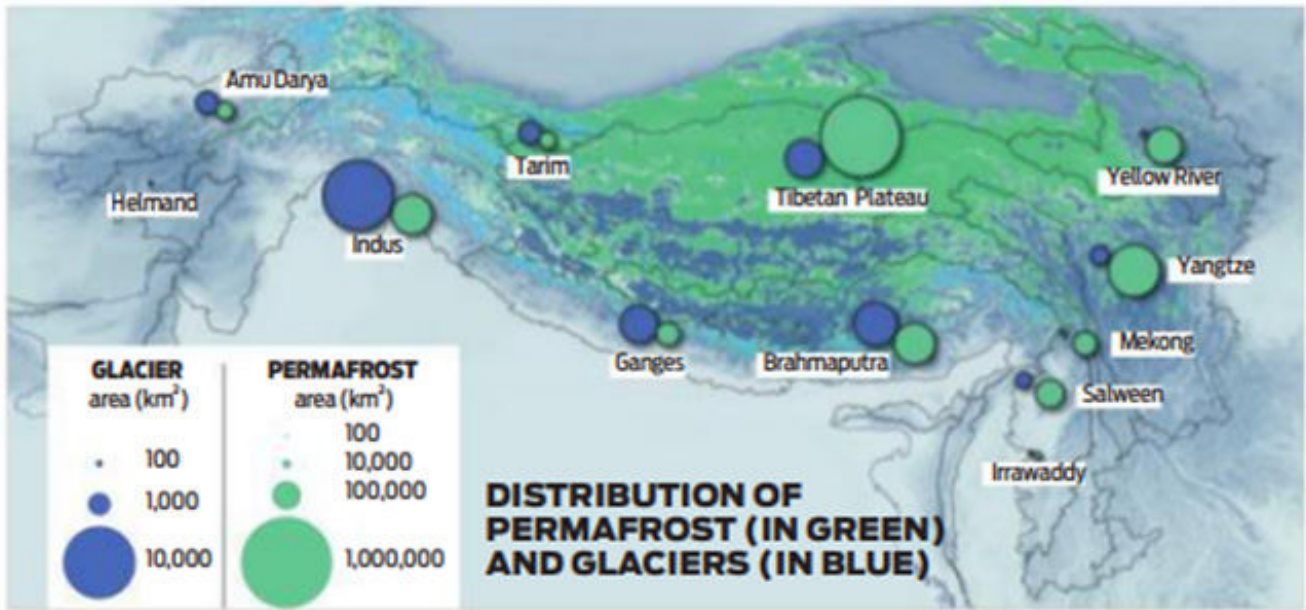 Amu Darya
Helmand
Indus
Tarim
Tibetan Plateau
Yellow River
Yangtze
Mekong
Salween
Irrawaddy
Ganges
Brahmaputra
GLACIER
area (km²)
100
1,000
10,000
PERMAFROST
area (km²)
100
10,000
100,000
1,000,000
DISTRIBUTION OF
PERMAFROST (IN GREEN)
AND GLACIERS (IN BLUE)